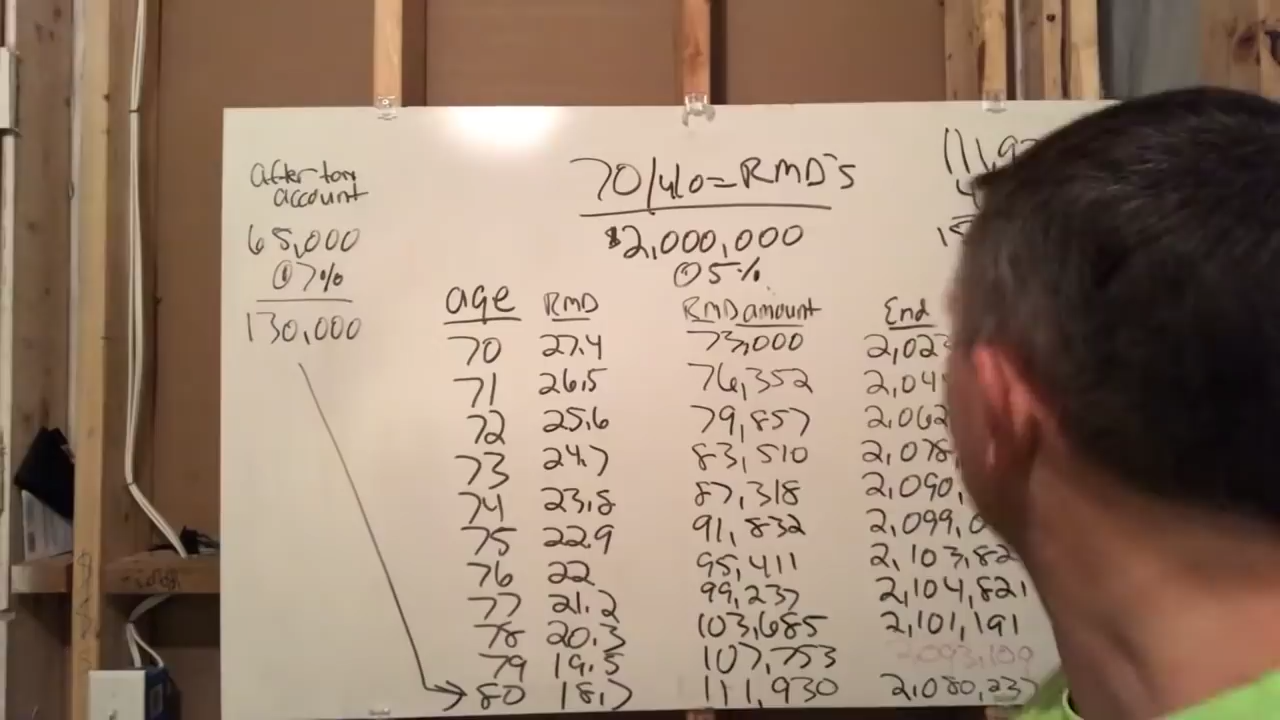 after tax
account
65,000
@7%
130,000
70/40=RMD's
$2,000,000
@5%
age RMD RMD amount End
70 27.4 73,000
71 26.5 76,352
72 25.6 79,857
73 24.7 83,510
74 23.8 87,318
75 22.9 91,832
76 22 95,411
77 21.2 99,237 2,104,821
78 20.3 103,685 2,101,191
79 19.5 107,753 2,093,109
80 18.7 111,930 2,080,237